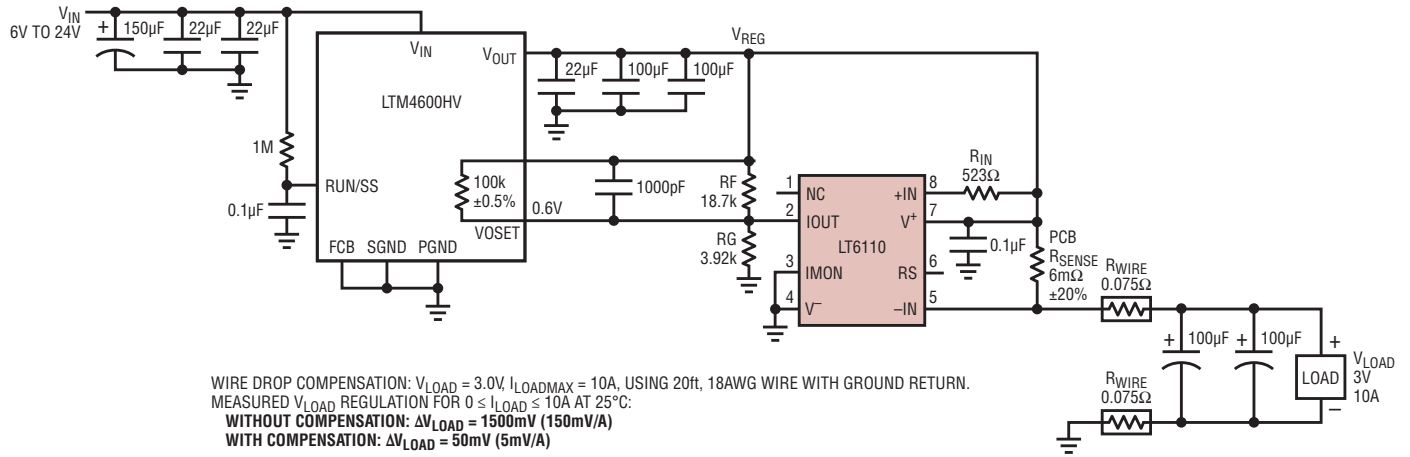 VIN
6V TO 24V
+
150µF
22µF
22µF
VIN
VOUT
LTM4600HV
1M
RUN/SS
0.1µF
100k
±0.5%
0.6V
VOSET
FCB
SGND
PGND
VREG
22µF
100µF
100µF
1000pF
RF
18.7k
RG
3.92k
1
NC
2
IOUT
3
IMON
4
V–
LT6110
+IN
8
V+
7
RS
6
–IN
5
RIN
523Ω
0.1µF
PCB
RSENSE
6mΩ
±20%
RWIRE
0.075Ω
+
100µF
+
100µF
+
LOAD
–
VLOAD
3V
10A
RWIRE
0.075Ω
WIRE DROP COMPENSATION: VLOAD = 3.0V, ILOADMAX = 10A, USING 20ft, 18AWG WIRE WITH GROUND RETURN.
MEASURED VLOAD REGULATION FOR 0 ≤ ILOAD ≤ 10A AT 25°C:
WITHOUT COMPENSATION: ΔVLOAD = 1500mV (150mV/A)
WITH COMPENSATION: ΔVLOAD = 50mV (5mV/A)